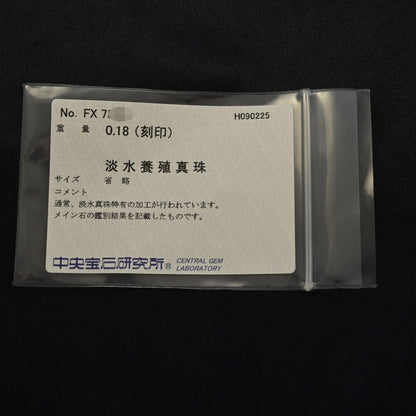 No. FX 7
H090225
重 量 0.18 (刻印)
淡水養殖真珠
サイズ 省 略
コメント
通常、淡水真珠特有の加工が行われています。
メイン石の鑑別結果を記載したものです。
中央宝石研究所® CENTRAL GEM
LABORATORY